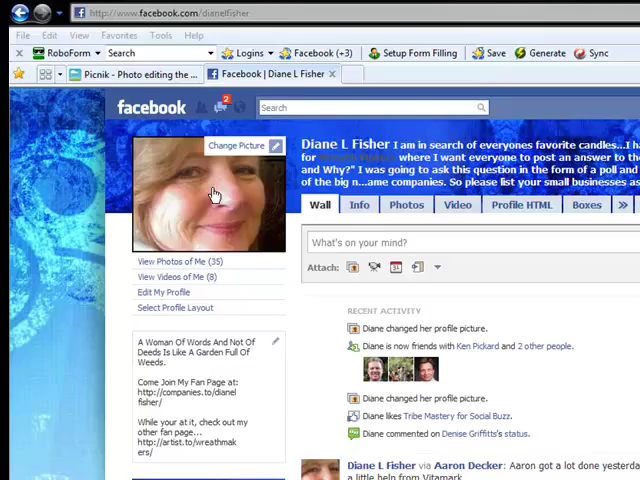 http://www.facebook.com/dianelfisher
File Edit View Favorites Tools Help
RoboForm Search Logins Facebook (+3) Setup Form Filling Save Generate Sync
Picnik - Photo editing the ... Facebook | Diane L Fisher
facebook 2 Search
Change Picture
Diane L Fisher I am in search of everyones favorite candles...I ha
for where I want everyone to post an answer to the
and Why?" I was going to ask this question in the form of a poll and
of the big n...ame companies. So please list your small businesses as
Wall Info Photos Video Profile HTML Boxes »
What's on your mind?
Attach:
View Photos of Me (35)
View Videos of Me (8)
Edit My Profile
Select Profile Layout
RECENT ACTIVITY
Diane changed her profile picture.
Diane is now friends with Ken Pickard and 2 other people.
Diane changed her profile picture.
Diane likes Tribe Mastery for Social Buzz.
Diane commented on Denise Griffitts's status.
A Woman Of Words And Not Of
Deeds Is Like A Garden Full Of
Weeds.
Come Join My Fan Page at:
http://companies.to/dianel
fisher/
While your at it, check out my
other fan page...
http://artist.to/wreathmak
ers/
Diane L Fisher via Aaron Decker: Aaron got a lot done yesterda
a little help from Vitamark